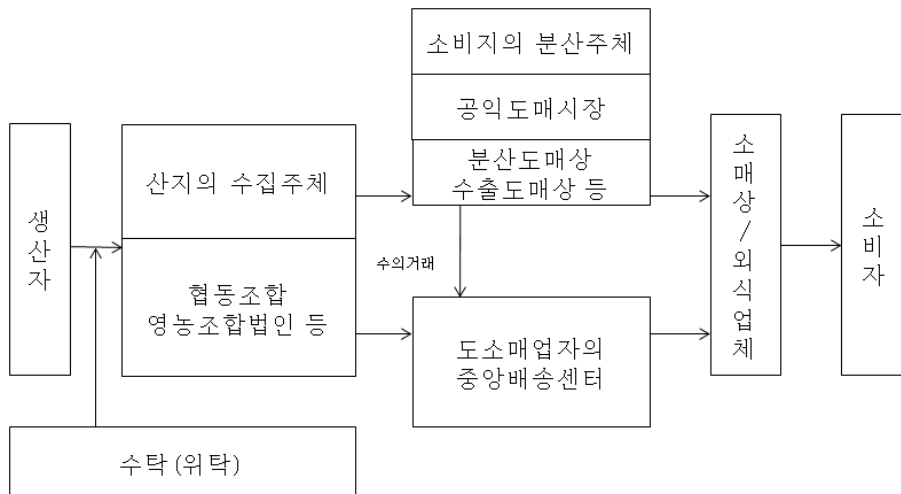 소비지의 분산주체
공익도매시장
분산도매상
수출도매상 등
생산자
산지의 수집주체
협동조합
영농조합법인 등
수의거래
도소매업자의
중앙배송센터
소매상/외식업체
소비자
수탁(위탁)